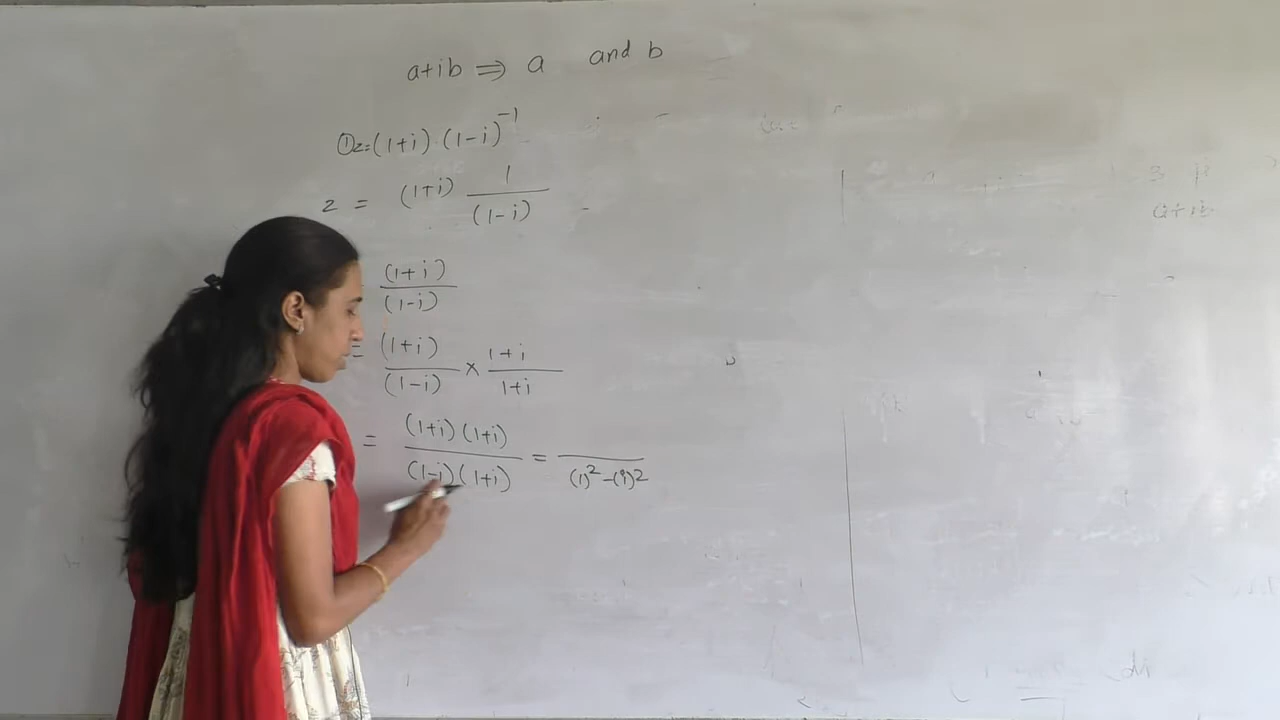 a+ib ⇒ a and b
① z = (1+i) · (1-i)^-1
z = (1+i) 1/(1-i)
(1+i)/(1-i)
= (1+i)/(1-i) × 1+i/1+i
= (1+i)(1+i)/(1-i)(1+i) = /(1)^2-(i)^2